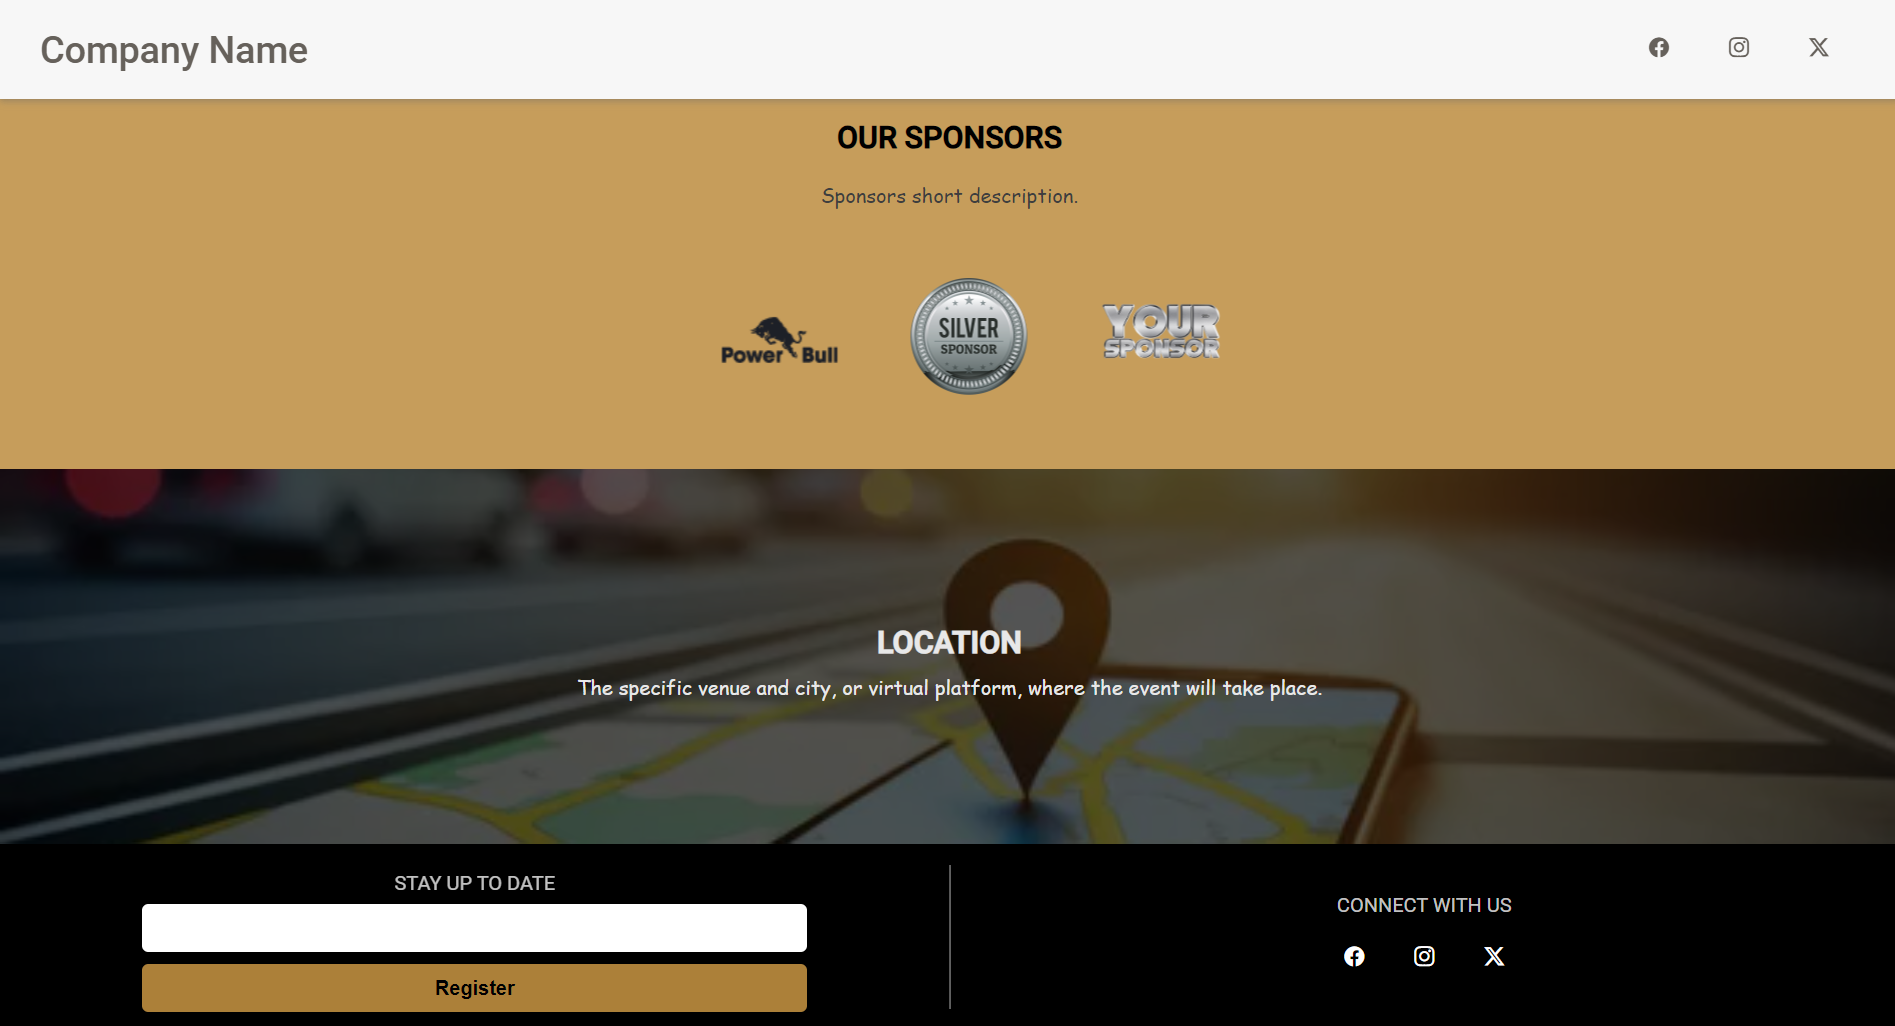 Company Name
OUR SPONSORS
Sponsors short description.
Power Bull
SILVER
SPONSOR
YOUR
SPONSOR
LOCATION
The specific venue and city, or virtual platform, where the event will take place.
STAY UP TO DATE
Register
CONNECT WITH US